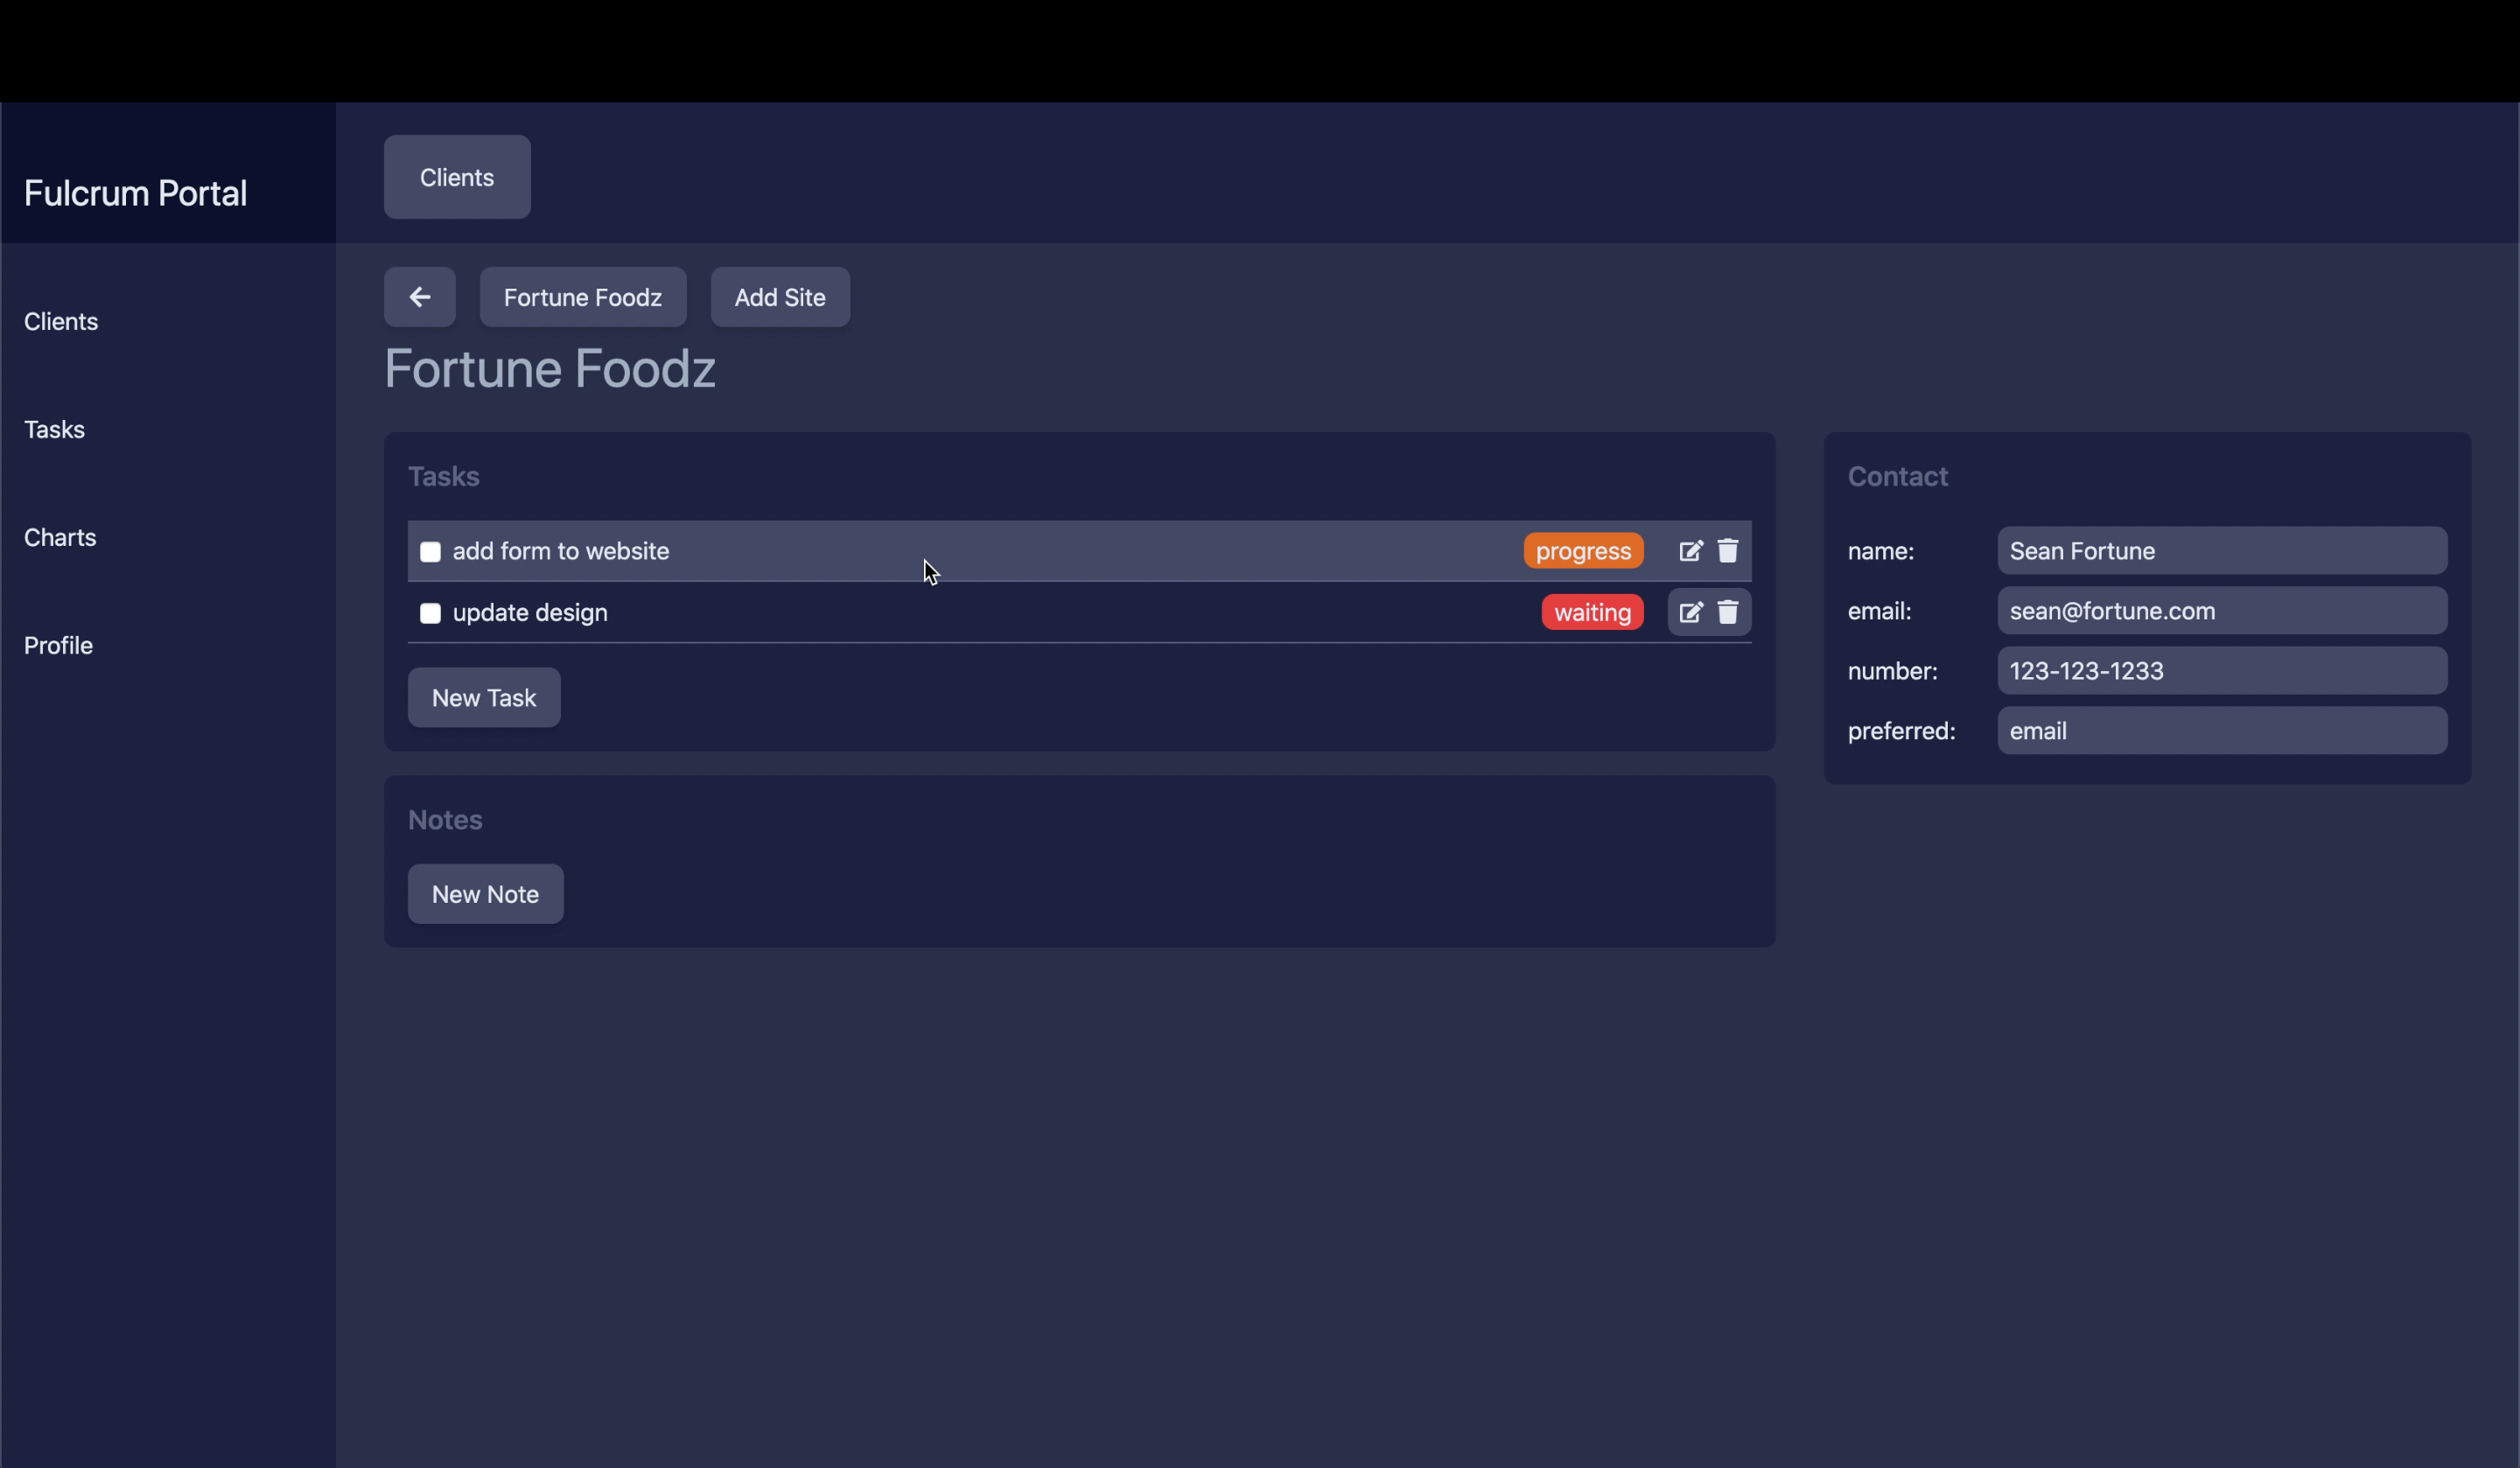 Fulcrum Portal
Clients
Tasks
Charts
Profile
Clients
Fortune Foodz
Add Site
Fortune Foodz
Tasks
add form to website progress
update design waiting
New Task
Notes
New Note
Contact
name: Sean Fortune
email: sean@fortune.com
number: 123-123-1233
preferred: email